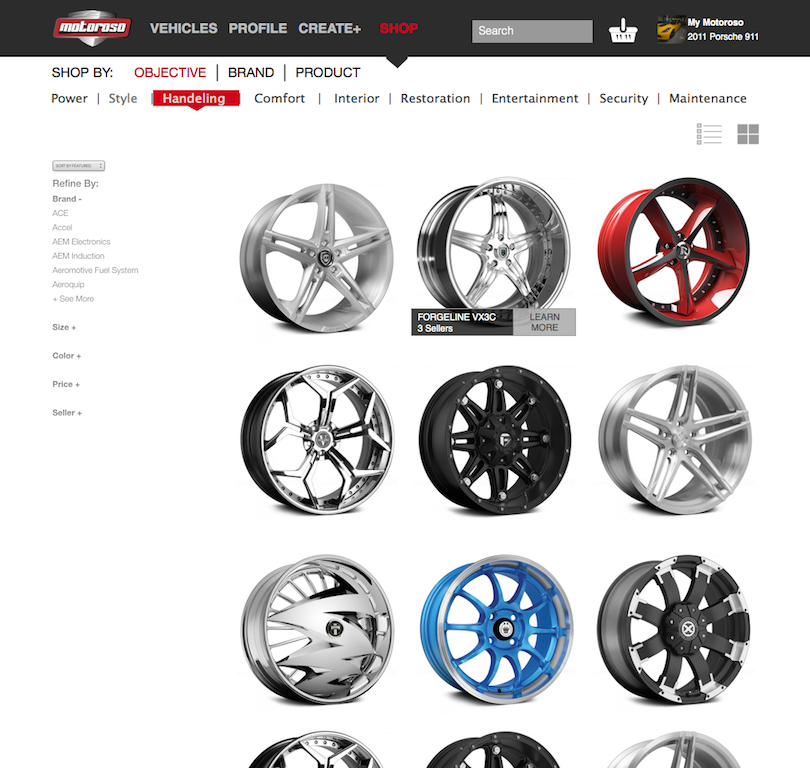 motoroso VEHICLES PROFILE CREATE+ SHOP Search My Motoroso
2011 Porsche 911
SHOP BY: OBJECTIVE | BRAND | PRODUCT
Power | Style | Handeling | Comfort | Interior | Restoration | Entertainment | Security | Maintenance
SORT BY FEATURED
Refine By:
Brand -
ACE
Accel
AEM Electronics
AEM Induction
Aeromotive Fuel System
Aeroquip
+ See More
Size +
Color +
Price +
Seller +
FORGELINE VX3C
3 Sellers
LEARN
MORE